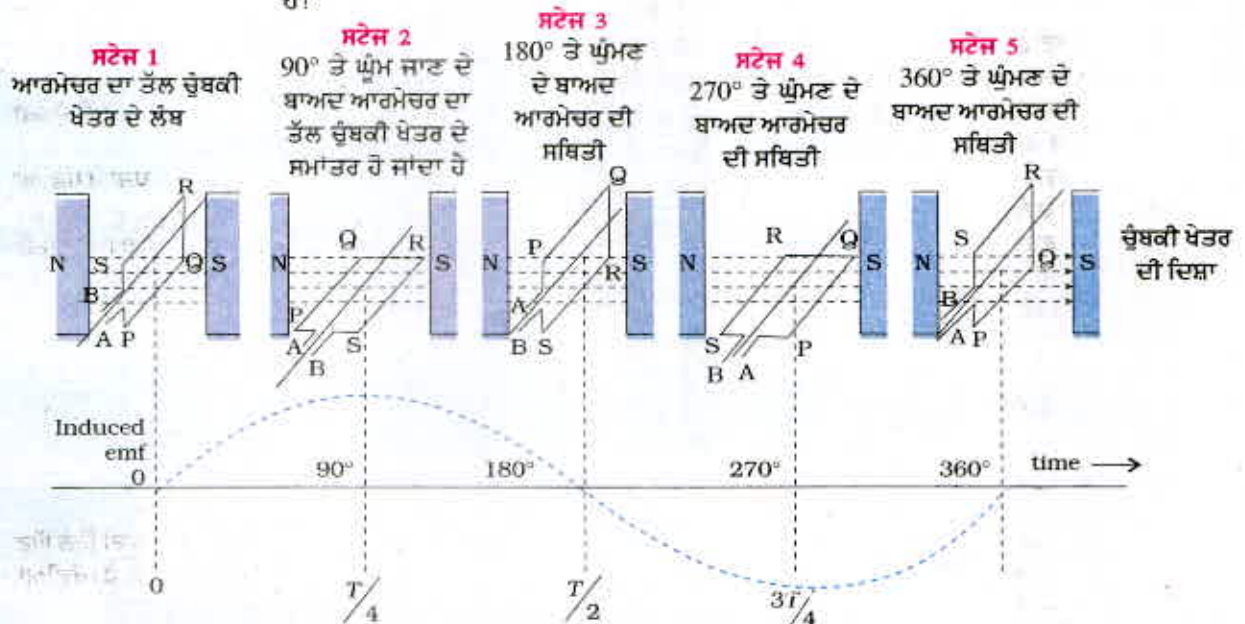 ਹੈ।
ਸਟੇਜ 1
ਆਰਮੇਚਰ ਦਾ ਤੱਲ ਚੁੰਬਕੀ
ਖੇਤਰ ਦੇ ਲੰਬ
ਸਟੇਜ 2
90° ਤੇ ਘੁੰਮ ਜਾਣ ਦੇ
ਬਾਅਦ ਆਰਮੇਚਰ ਦਾ
ਤੱਲ ਚੁੰਬਕੀ ਖੇਤਰ ਦੇ
ਸਮਾਂਤਰ ਹੋ ਜਾਂਦਾ ਹੈ
ਸਟੇਜ 3
180° ਤੇ ਘੁੰਮਣ
ਦੇ ਬਾਅਦ
ਆਰਮੇਚਰ ਦੀ
ਸਥਿਤੀ
ਸਟੇਜ 4
270° ਤੇ ਘੁੰਮਣ ਦੇ
ਬਾਅਦ ਆਰਮੇਚਰ
ਦੀ ਸਥਿਤੀ
ਸਟੇਜ 5
360° ਤੇ ਘੁੰਮਣ ਦੇ
ਬਾਅਦ ਆਰਮੇਚਰ ਦੀ
ਸਥਿਤੀ
N S R Q S B A P
N Q R S P A B S
N Q P R S A B S
N R Q S S B A P
N R S Q S B A P
ਚੁੰਬਕੀ ਖੇਤਰ
ਦੀ ਦਿਸ਼ਾ
Induced
emf
0 90° 180° 270° 360° time
0 T/4 T/2 3T/4